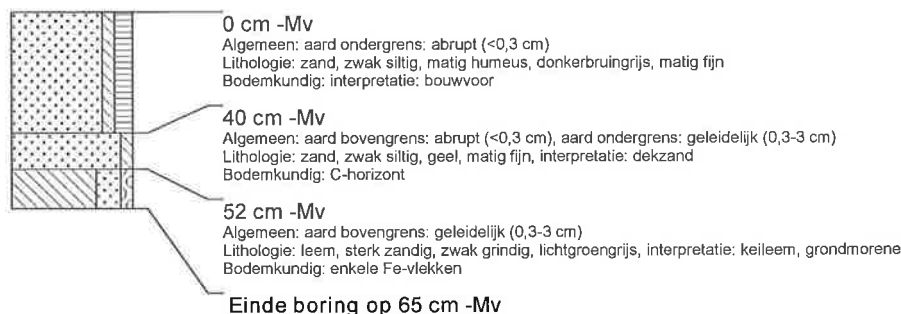 0 cm -Mv
Algemeen: aard ondergrens: abrupt (<0,3 cm)
Lithologie: zand, zwak siltig, matig humeus, donkerbruingrijs, matig fijn
Bodemkundig: interpretatie: bouwvoor
40 cm -Mv
Algemeen: aard bovengrens: abrupt (<0,3 cm), aard ondergrens: geleidelijk (0,3-3 cm)
Lithologie: zand, zwak siltig, geel, matig fijn, interpretatie: dekzand
Bodemkundig: C-horizont
52 cm -Mv
Algemeen: aard bovengrens: geleidelijk (0,3-3 cm)
Lithologie: leem, sterk zandig, zwak grindig, lichtgroengrijs, interpretatie: keileem, grondmorene
Bodemkundig: enkele Fe-vlekken
Einde boring op 65 cm -Mv